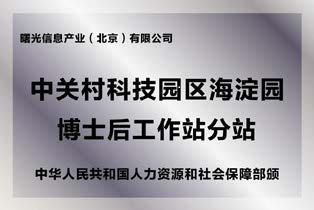 曙光信息产业（北京）有限公司
中关村科技园区海淀园
博士后工作站分站
中华人民共和国人力资源和社会保障部颁